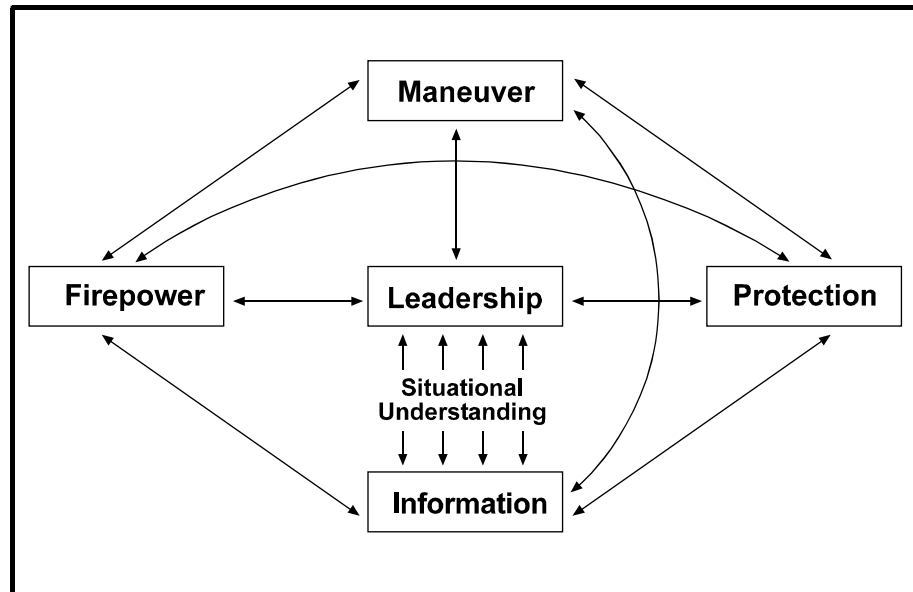 Maneuver
Firepower
Leadership
Protection
Situational
Understanding
Information